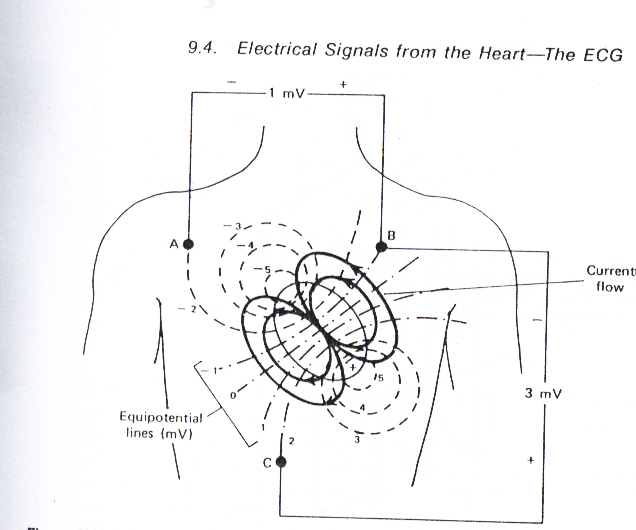 9.4. Electrical Signals from the Heart—The ECG
− +
1 mV
A
B
−3
−4
−5
−2
Current
flow
−
−1
0
+
5
4
3
3 mV
Equipotential
lines (mV)
1
2
C
+